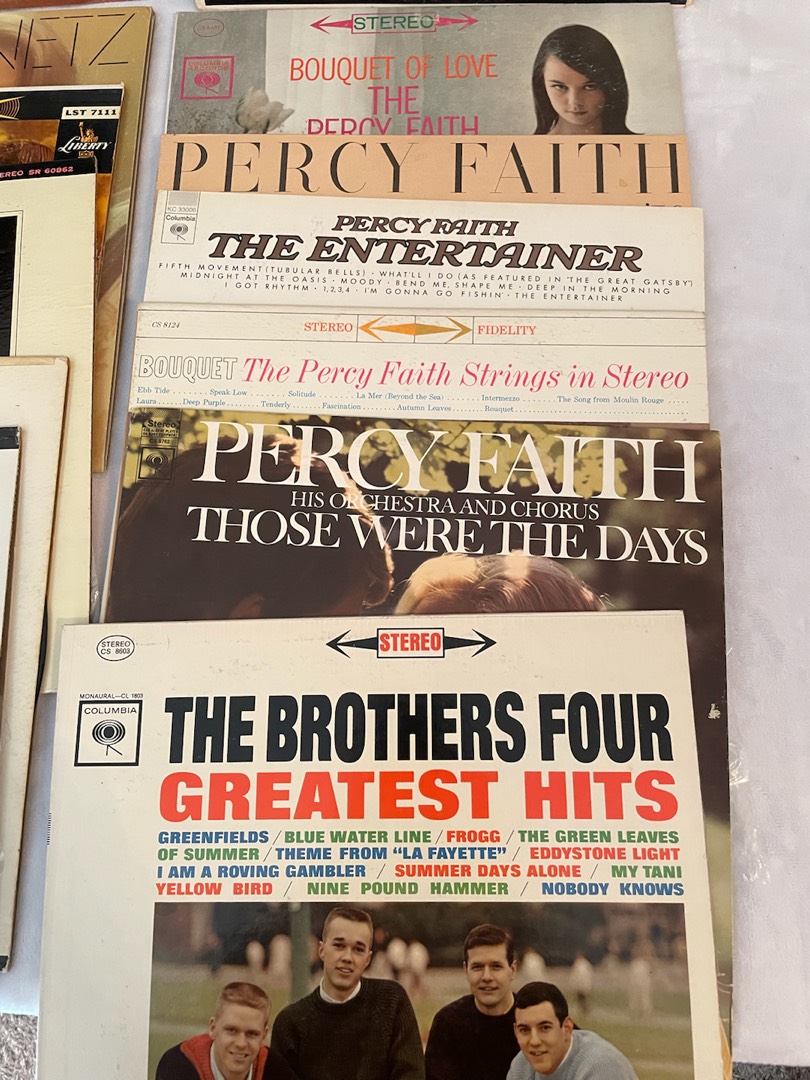 NETZ
LST 7111
LIBERTY
STEREO SR 60862
STEREO
COLUMBIA
RECORDS
BOUQUET OF LOVE
THE
PERCY FAITH
PERCY FAITH
KC 33006
Columbia
PERCY FAITH
THE ENTERTAINER
FIFTH MOVEMENT (TUBULAR BELLS) · WHAT'LL I DO (AS FEATURED IN "THE GREAT GATSBY")
MIDNIGHT AT THE OASIS · MOODY · BEND ME, SHAPE ME · DEEP IN THE MORNING
I GOT RHYTHM · 1,2,3,4 · I'M GONNA GO FISHIN' · THE ENTERTAINER
CS 8124
STEREO FIDELITY
BOUQUET The Percy Faith Strings in Stereo
Ebb Tide ........ Speak Low ........ Solitude ........ La Mer (Beyond the Sea) ........ Intermezzo ........ The Song from Moulin Rouge ....
Laura .... Deep Purple ........ Tenderly ........ Fascination ........ Autumn Leaves ........ Bouquet ........
Stereo
PERCY FAITH
HIS ORCHESTRA AND CHORUS
THOSE WERE THE DAYS
STEREO
CS 8603
STEREO
MONAURAL—CL 1803
COLUMBIA
THE BROTHERS FOUR
GREATEST HITS
GREENFIELDS / BLUE WATER LINE / FROGG / THE GREEN LEAVES
OF SUMMER / THEME FROM "LA FAYETTE" / EDDYSTONE LIGHT
I AM A ROVING GAMBLER / SUMMER DAYS ALONE / MY TANI
YELLOW BIRD / NINE POUND HAMMER / NOBODY KNOWS